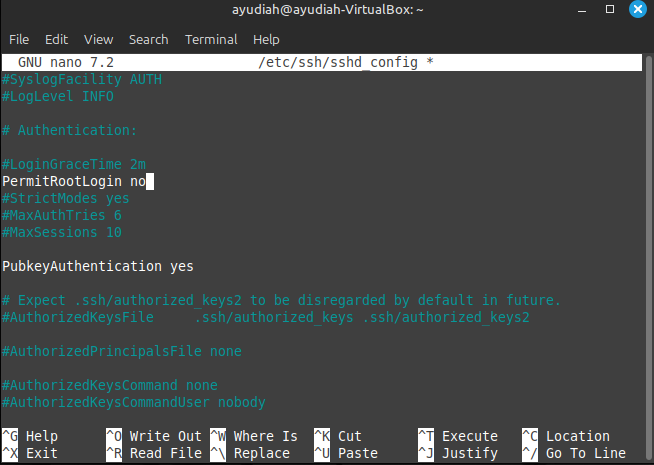 ayudiah@ayudiah-VirtualBox: ~
File Edit View Search Terminal Help
GNU nano 7.2 /etc/ssh/sshd_config *
#SyslogFacility AUTH
#LogLevel INFO
# Authentication:
#LoginGraceTime 2m
PermitRootLogin no
#StrictModes yes
#MaxAuthTries 6
#MaxSessions 10
PubkeyAuthentication yes
# Expect .ssh/authorized_keys2 to be disregarded by default in future.
#AuthorizedKeysFile .ssh/authorized_keys .ssh/authorized_keys2
#AuthorizedPrincipalsFile none
#AuthorizedKeysCommand none
#AuthorizedKeysCommandUser nobody
^G Help ^O Write Out ^W Where Is ^K Cut ^T Execute ^C Location
^X Exit ^R Read File ^\ Replace ^U Paste ^J Justify ^/ Go To Line